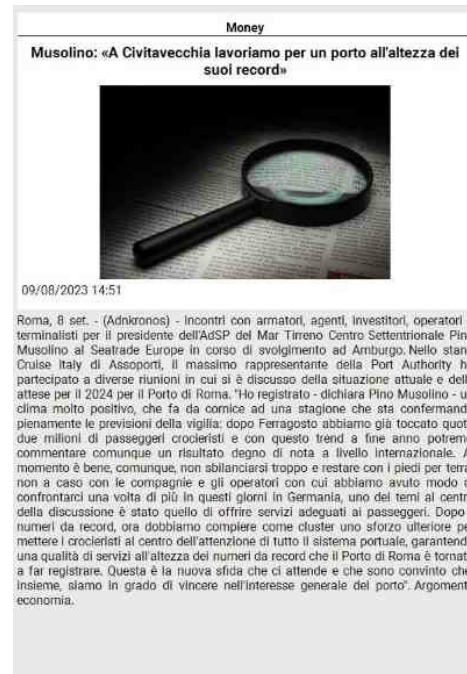 Money
Musolino: «A Civitavecchia lavoriamo per un porto all'altezza dei
suoi record»
09/08/2023 14:51
Roma, 8 set. - (Adnkronos) - Incontri con armatori, agenti, investitori, operatori
terminalisti per il presidente dell'AdSP del Mar Tirreno Centro Settentrionale Pin
Musolino al Seatrade Europe in corso di svolgimento ad Amburgo. Nello stan
Cruise Italy di Assoporti, il massimo rappresentante della Port Authority h
partecipato a diverse riunioni in cui si è discusso della situazione attuale e dell
attese per il 2024 per il Porto di Roma. "Ho registrato - dichiara Pino Musolino - u
clima molto positivo, che fa da cornice ad una stagione che sta confermand
pienamente le previsioni della vigilia: dopo Ferragosto abbiamo già toccato quot
due milioni di passeggeri crocieristi e con questo trend a fine anno potrem
commentare comunque un risultato degno di nota a livello internazionale. A
momento è bene, comunque, non sbilanciarsi troppo e restare con i piedi per terra
non a caso con le compagnie e gli operatori con cui abbiamo avuto modo d
confrontarci una volta di più in questi giorni in Germania, uno dei temi al centr
della discussione è stato quello di offrire servizi adeguati ai passeggeri. Dopo
numeri da record, ora dobbiamo compiere come cluster uno sforzo ulteriore pe
mettere i crocieristi al centro dell'attenzione di tutto il sistema portuale, garantend
una qualità di servizi all'altezza dei numeri da record che il Porto di Roma è tornat
a far registrare. Questa è la nuova sfida che ci attende e che sono convinto che
insieme, siamo in grado di vincere nell'interesse generale del porto". Argoment
economia.